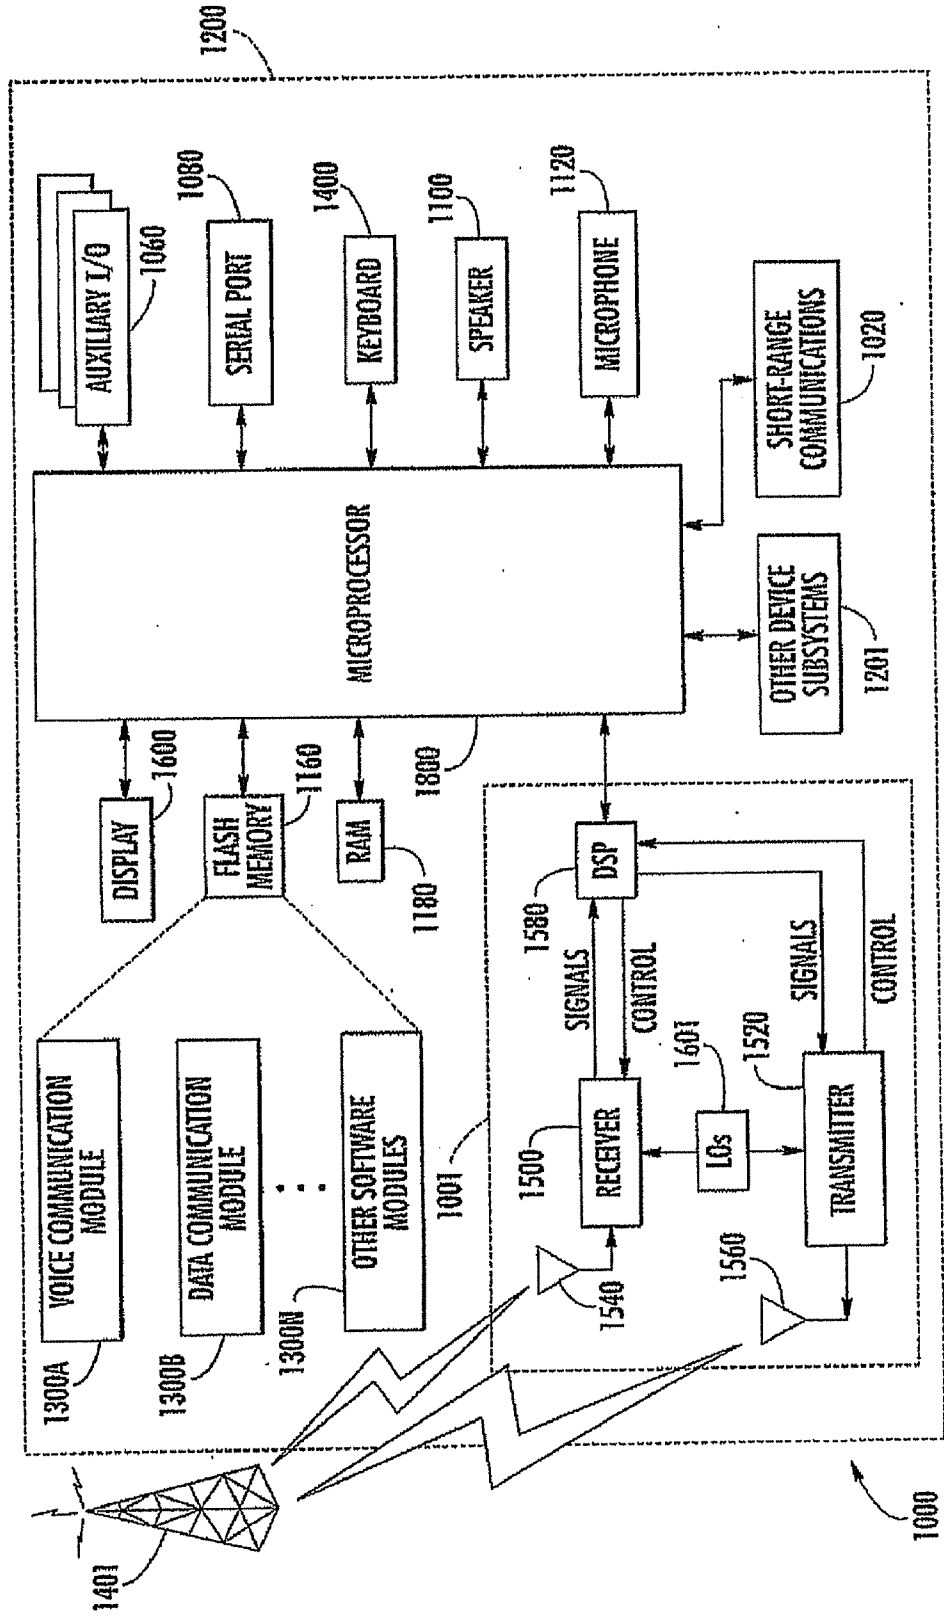 1200
VOICE COMMUNICATION
MODULE
1300A
DATA COMMUNICATION
MODULE
1300B
OTHER SOFTWARE
MODULES
1300N
DISPLAY
1600
FLASH
MEMORY
1160
RAM
1180
MICROPROCESSOR
1800
AUXILIARY I/O
1060
SERIAL PORT
1080
KEYBOARD
1400
SPEAKER
1100
MICROPHONE
1120
SHORT-RANGE
COMMUNICATIONS
1020
OTHER DEVICE
SUBSYSTEMS
1201
1001
1500
RECEIVER
SIGNALS
CONTROL
1580
DSP
1601
LOs
1540
1520
TRANSMITTER
SIGNALS
CONTROL
1560
1401
1000